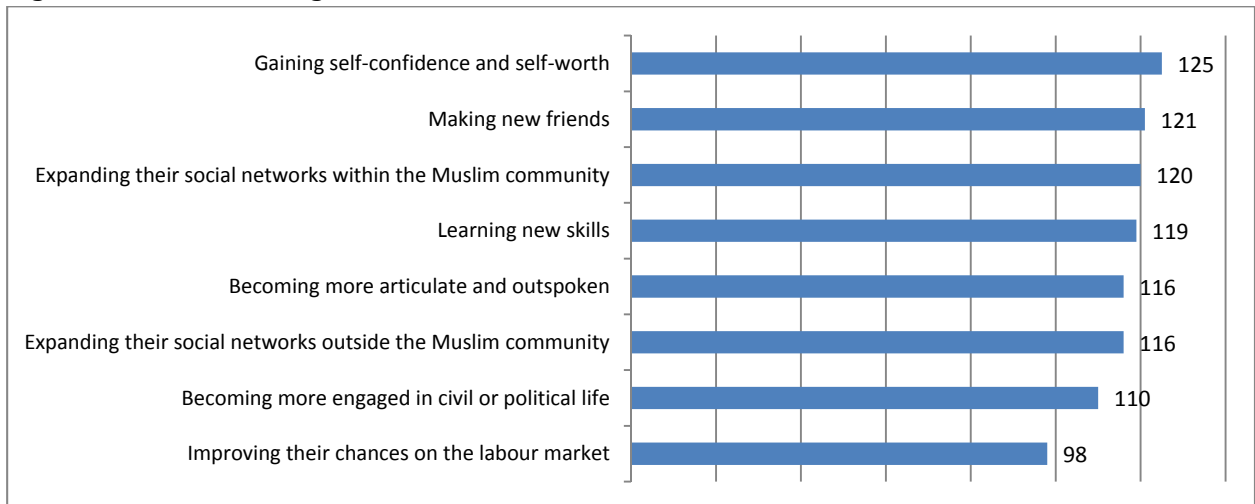 Gaining self-confidence and self-worth 125
Making new friends 121
Expanding their social networks within the Muslim community 120
Learning new skills 119
Becoming more articulate and outspoken 116
Expanding their social networks outside the Muslim community 116
Becoming more engaged in civil or political life 110
Improving their chances on the labour market 98